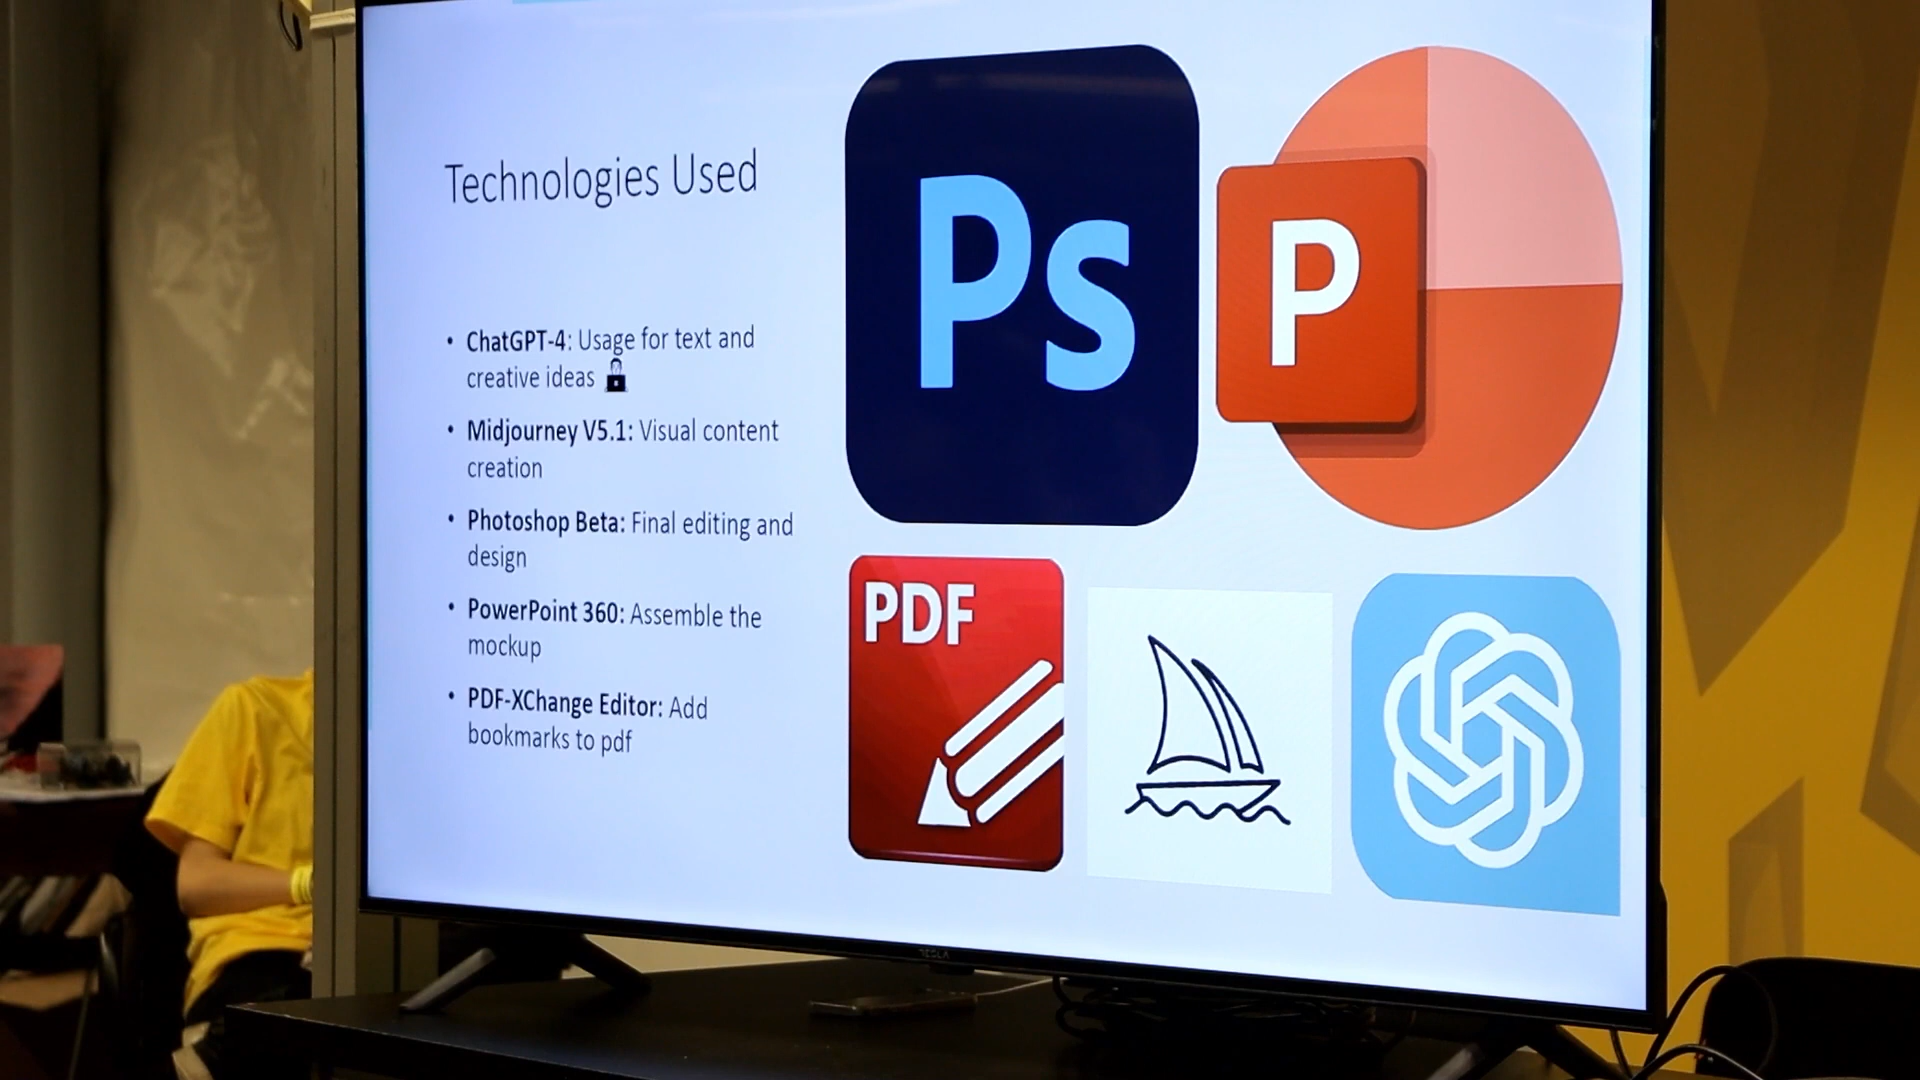 Technologies Used
• ChatGPT-4: Usage for text and
creative ideas
• Midjourney V5.1: Visual content
creation
• Photoshop Beta: Final editing and
design
• PowerPoint 360: Assemble the
mockup
• PDF-XChange Editor: Add
bookmarks to pdf
Ps
P
PDF
TESLA